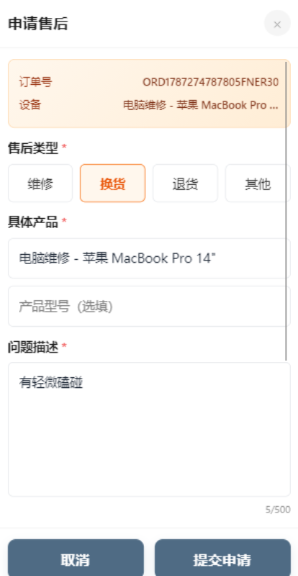 申请售后
×
订单号 ORD1787274787805FNER30
设备 电脑维修 - 苹果 MacBook Pro ...
售后类型 *
维修 换货 退货 其他
具体产品 *
电脑维修 - 苹果 MacBook Pro 14"
产品型号（选填）
问题描述 *
有轻微磕碰
5/500
取消 提交申请